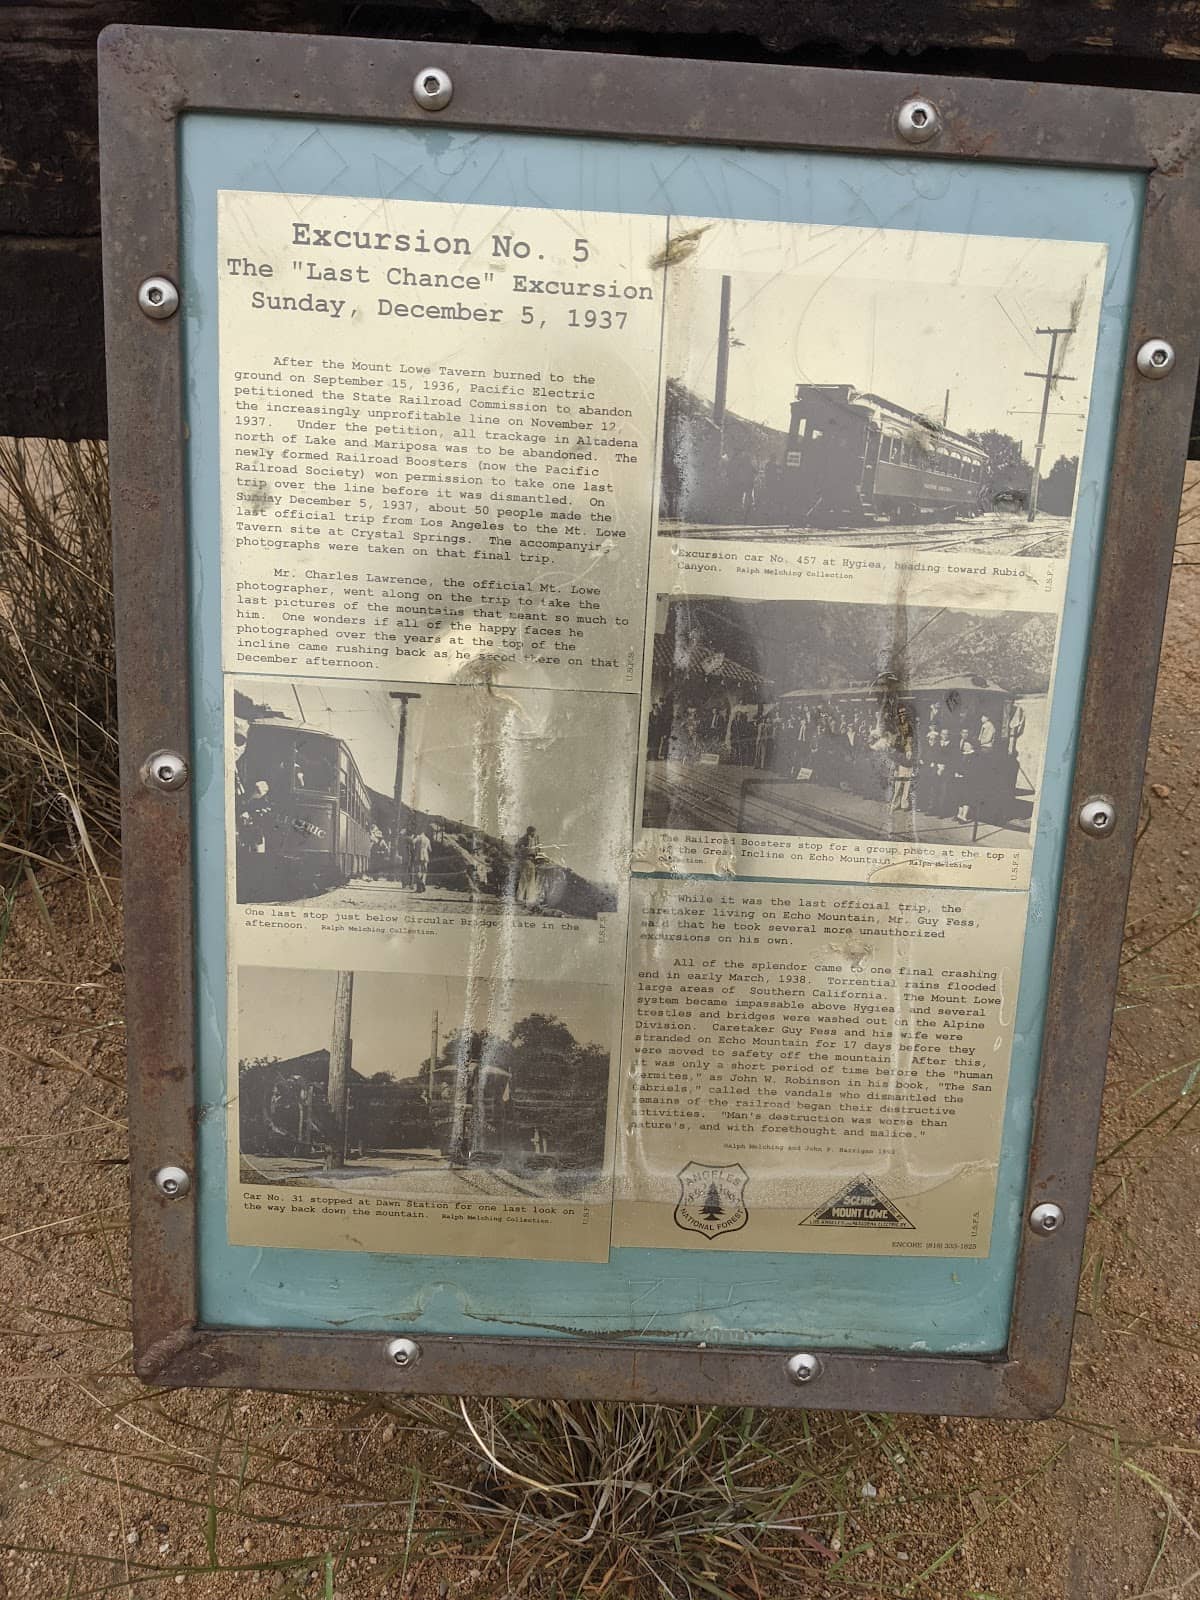 Excursion No. 5
The "Last Chance" Excursion
Sunday, December 5, 1937
After the Mount Lowe Tavern burned to the
ground on September 15, 1936, Pacific Electric
petitioned the State Railroad Commission to abandon
the increasingly unprofitable line on November 12,
1937. Under the petition, all trackage in Altadena
north of Lake and Mariposa was to be abandoned. The
newly formed Railroad Boosters (now the Pacific
Railroad Society) won permission to take one last
trip over the line before it was dismantled. On
Sunday December 5, 1937, about 50 people made the
last official trip from Los Angeles to the Mt. Lowe
Tavern site at Crystal Springs. The accompanying
photographs were taken on that final trip.
Mr. Charles Lawrence, the official Mt. Lowe
photographer, went along on the trip to take the
last pictures of the mountains that meant so much to
him. One wonders if all of the happy faces he
photographed over the years at the top of the
incline came rushing back as he stood there on that
December afternoon.
U.S.F.S.
ELECTRIC
One last stop just below Circular Bridge, late in the
afternoon. Ralph Melching Collection.
U.S.F.S.
Car No. 31 stopped at Dawn Station for one last look on
the way back down the mountain. Ralph Melching Collection.
U.S.F.S.
Excursion car No. 457 at Hygiea, heading toward Rubio
Canyon. Ralph Melching Collection
U.S.F.S.
The Railroad Boosters stop for a group photo at the top
of the Great Incline on Echo Mountain. Ralph Melching
Collection.
U.S.F.S.
While it was the last official trip, the
caretaker living on Echo Mountain, Mr. Guy Fess,
said that he took several more unauthorized
excursions on his own.
All of the splendor came to one final crashing
end in early March, 1938. Torrential rains flooded
large areas of Southern California. The Mount Lowe
system became impassable above Hygiea and several
trestles and bridges were washed out on the Alpine
Division. Caretaker Guy Fess and his wife were
stranded on Echo Mountain for 17 days before they
were moved to safety off the mountain. After this,
it was only a short period of time before the "human
termites," as John W. Robinson in his book, "The San
Gabriels," called the vandals who dismantled the
remains of the railroad began their destructive
activities. "Man's destruction was worse than
nature's, and with forethought and malice."
Ralph Melching and John P. Harrigan
ANGELES
NATIONAL FOREST
SCENIC
MOUNT LOWE
U.S.F.S.
ENCORE (818) 333-1825